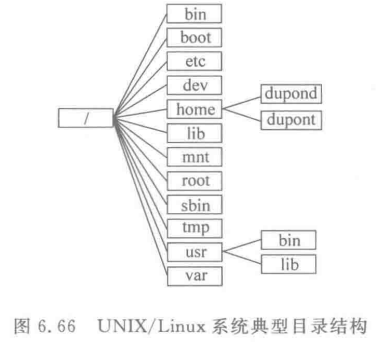 bin
boot
etc
dev
home
lib
mnt
root
sbin
tmp
usr
var
/
dupond
dupont
bin
lib
图 6.66 UNIX/Linux 系统典型目录结构